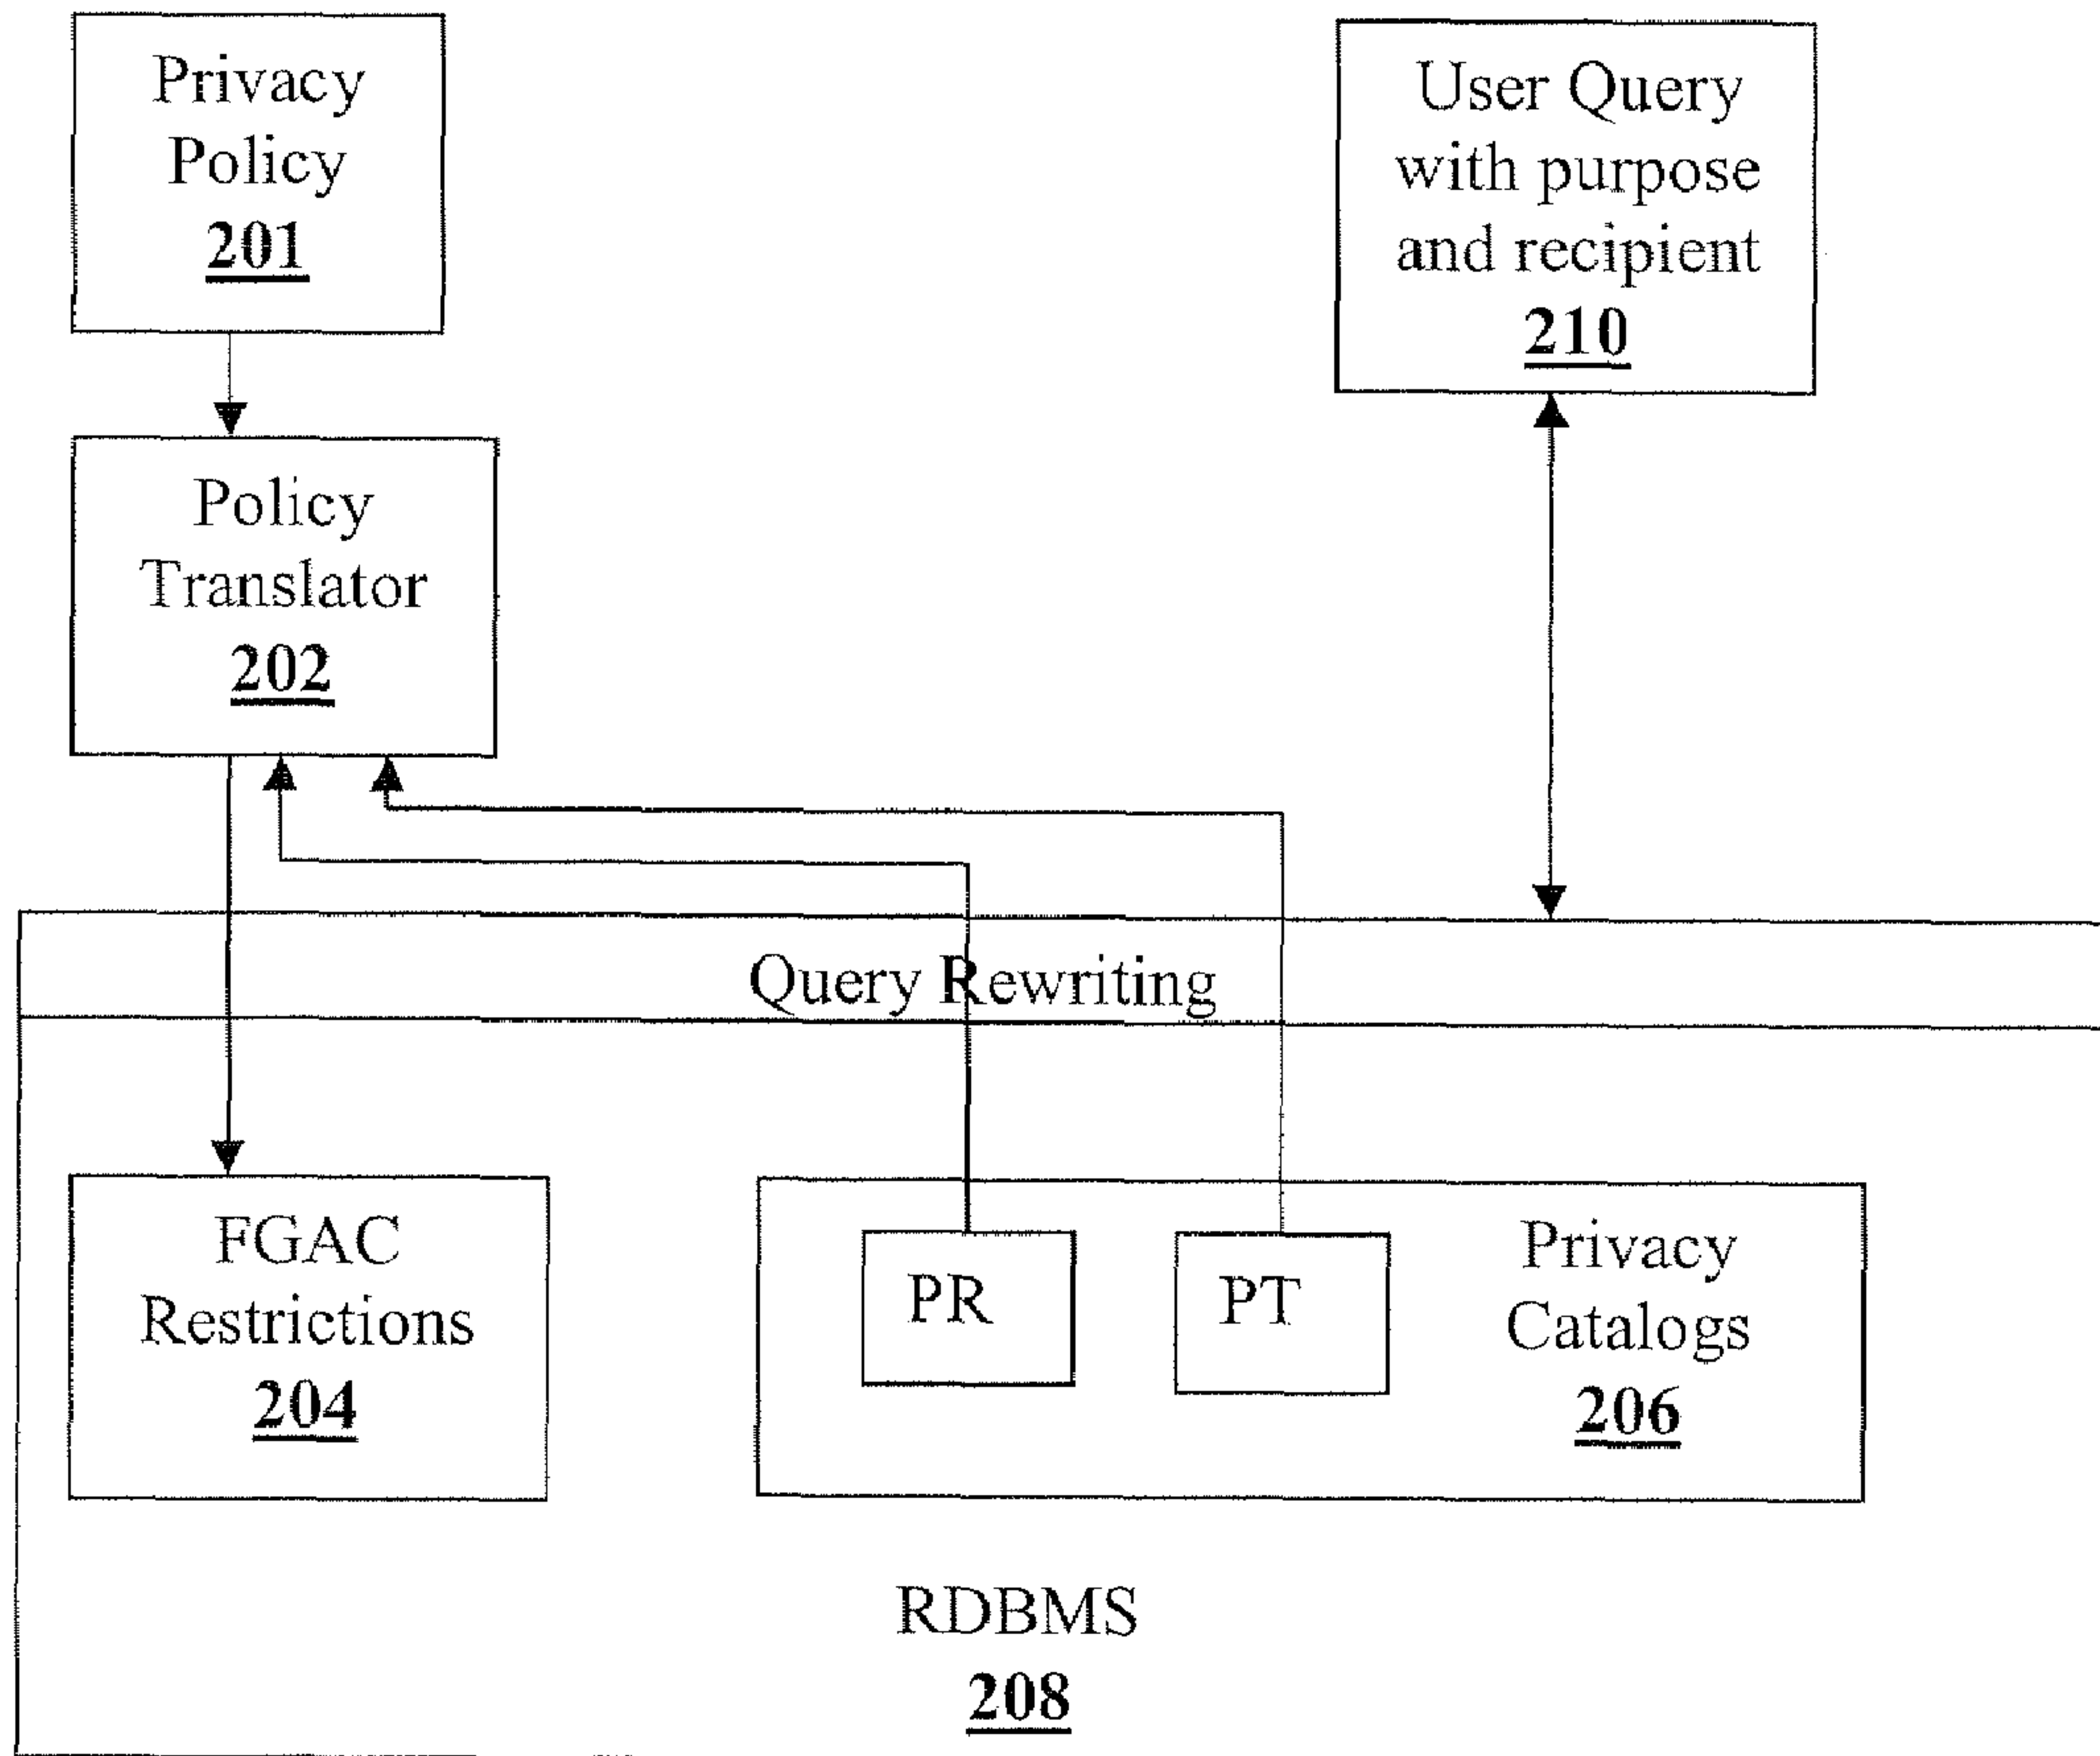 Privacy
Policy
201
User Query
with purpose
and recipient
210
Policy
Translator
202
Query Rewriting
FGAC
Restrictions
204
PR
PT
Privacy
Catalogs
206
RDBMS
208